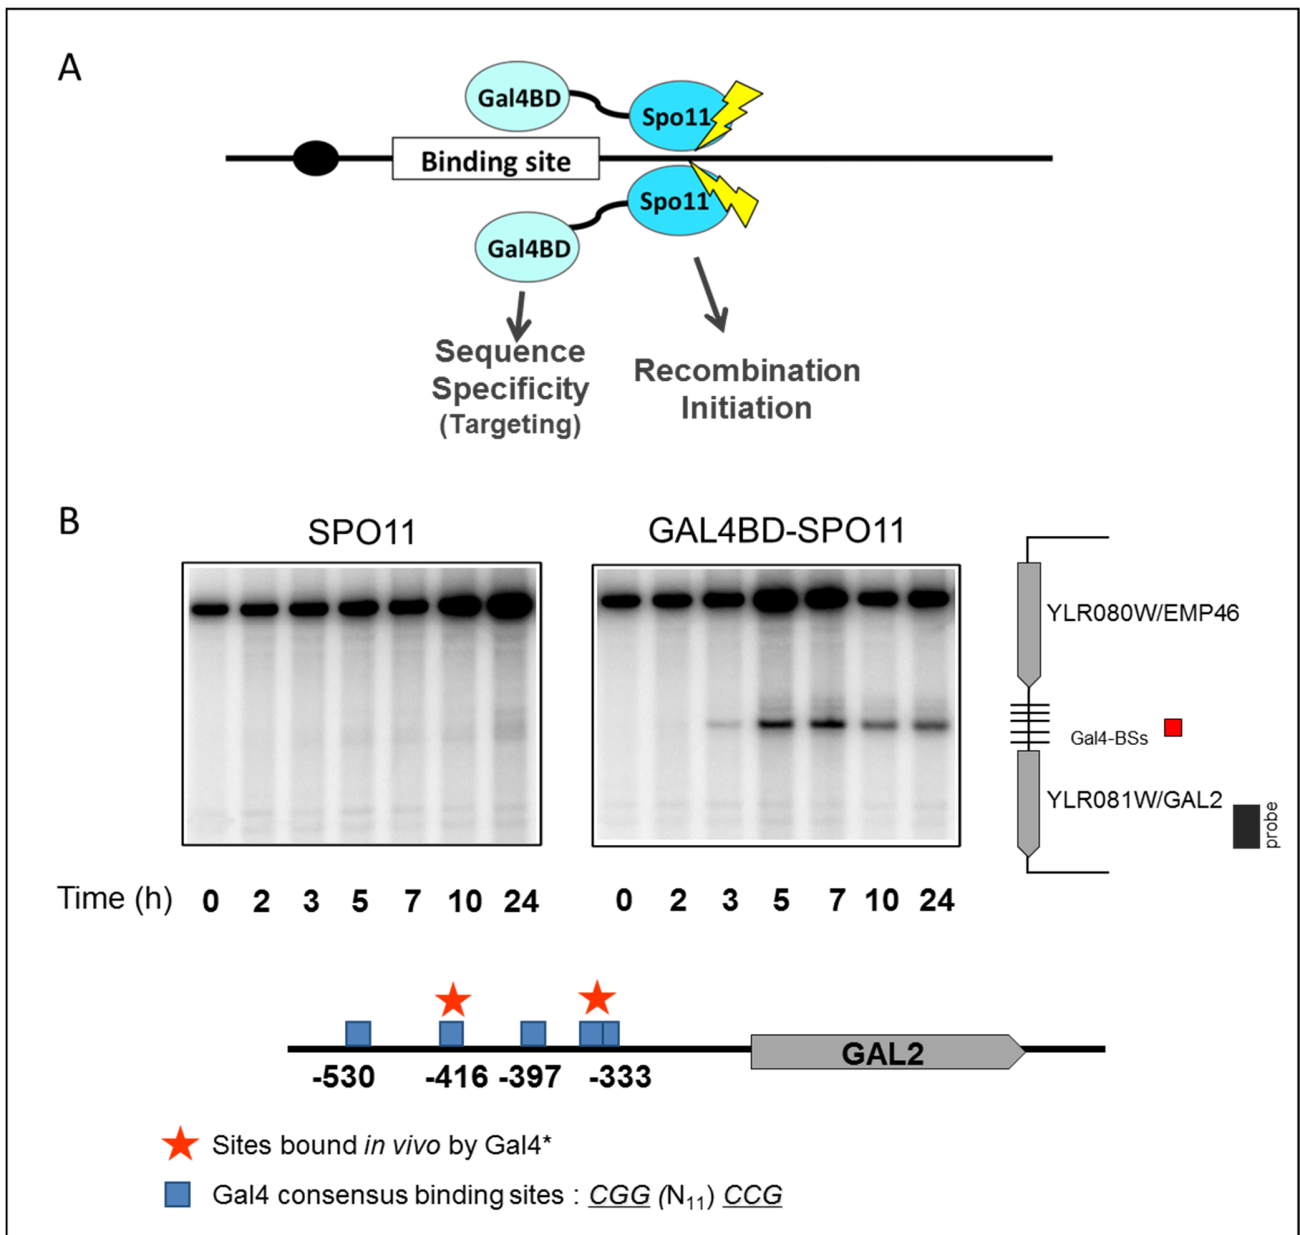 A
Gal4BD
Spo11
Binding site
Spo11
Gal4BD
Sequence
Specificity
(Targeting)
Recombination
Initiation
B
SPO11
GAL4BD-SPO11
YLR080W/EMP46
Gal4-BSs
YLR081W/GAL2
probe
Time (h) 0 2 3 5 7 10 24 0 2 3 5 7 10 24
GAL2
-530 -416 -397 -333
Sites bound in vivo by Gal4*
Gal4 consensus binding sites : CGG (N11) CCG